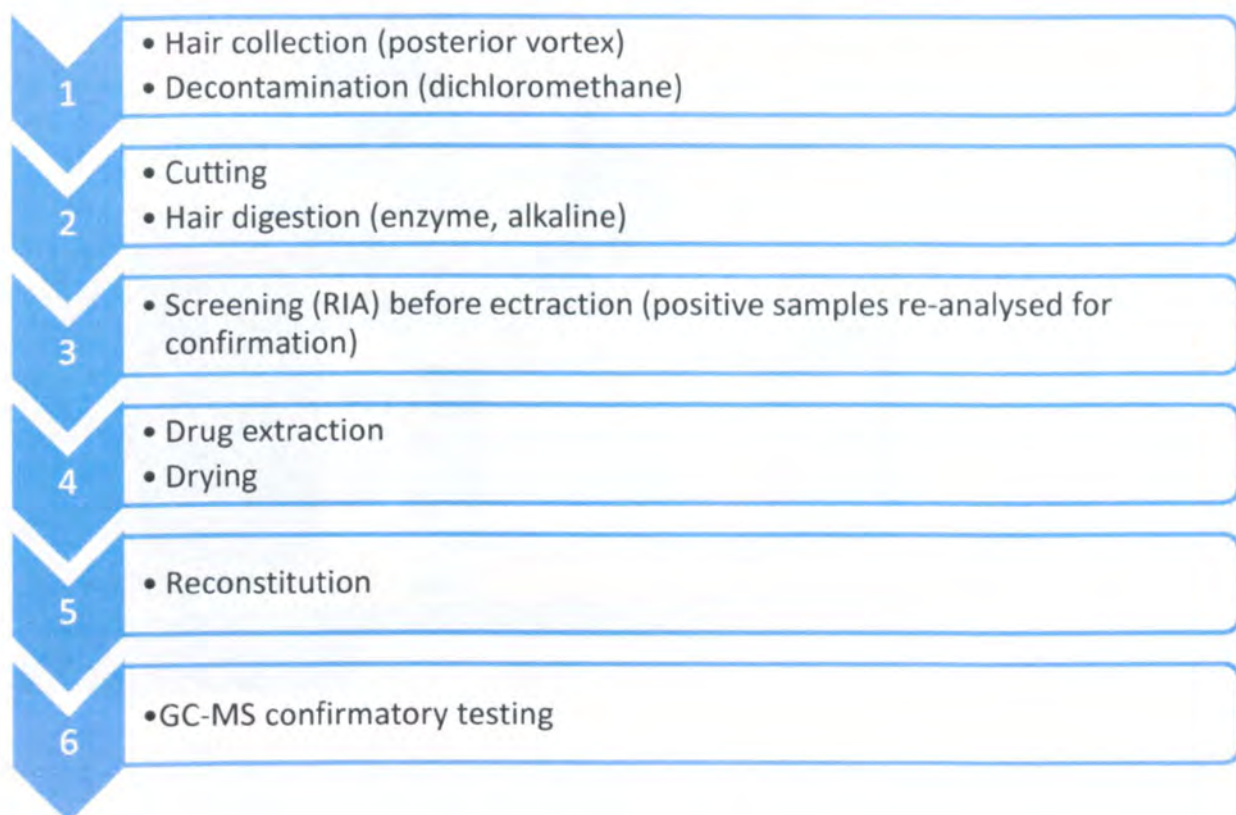 1
• Hair collection (posterior vortex)
• Decontamination (dichloromethane)
2
• Cutting
• Hair digestion (enzyme, alkaline)
3
• Screening (RIA) before ectraction (positive samples re-analysed for
confirmation)
4
• Drug extraction
• Drying
5
• Reconstitution
6
•GC-MS confirmatory testing